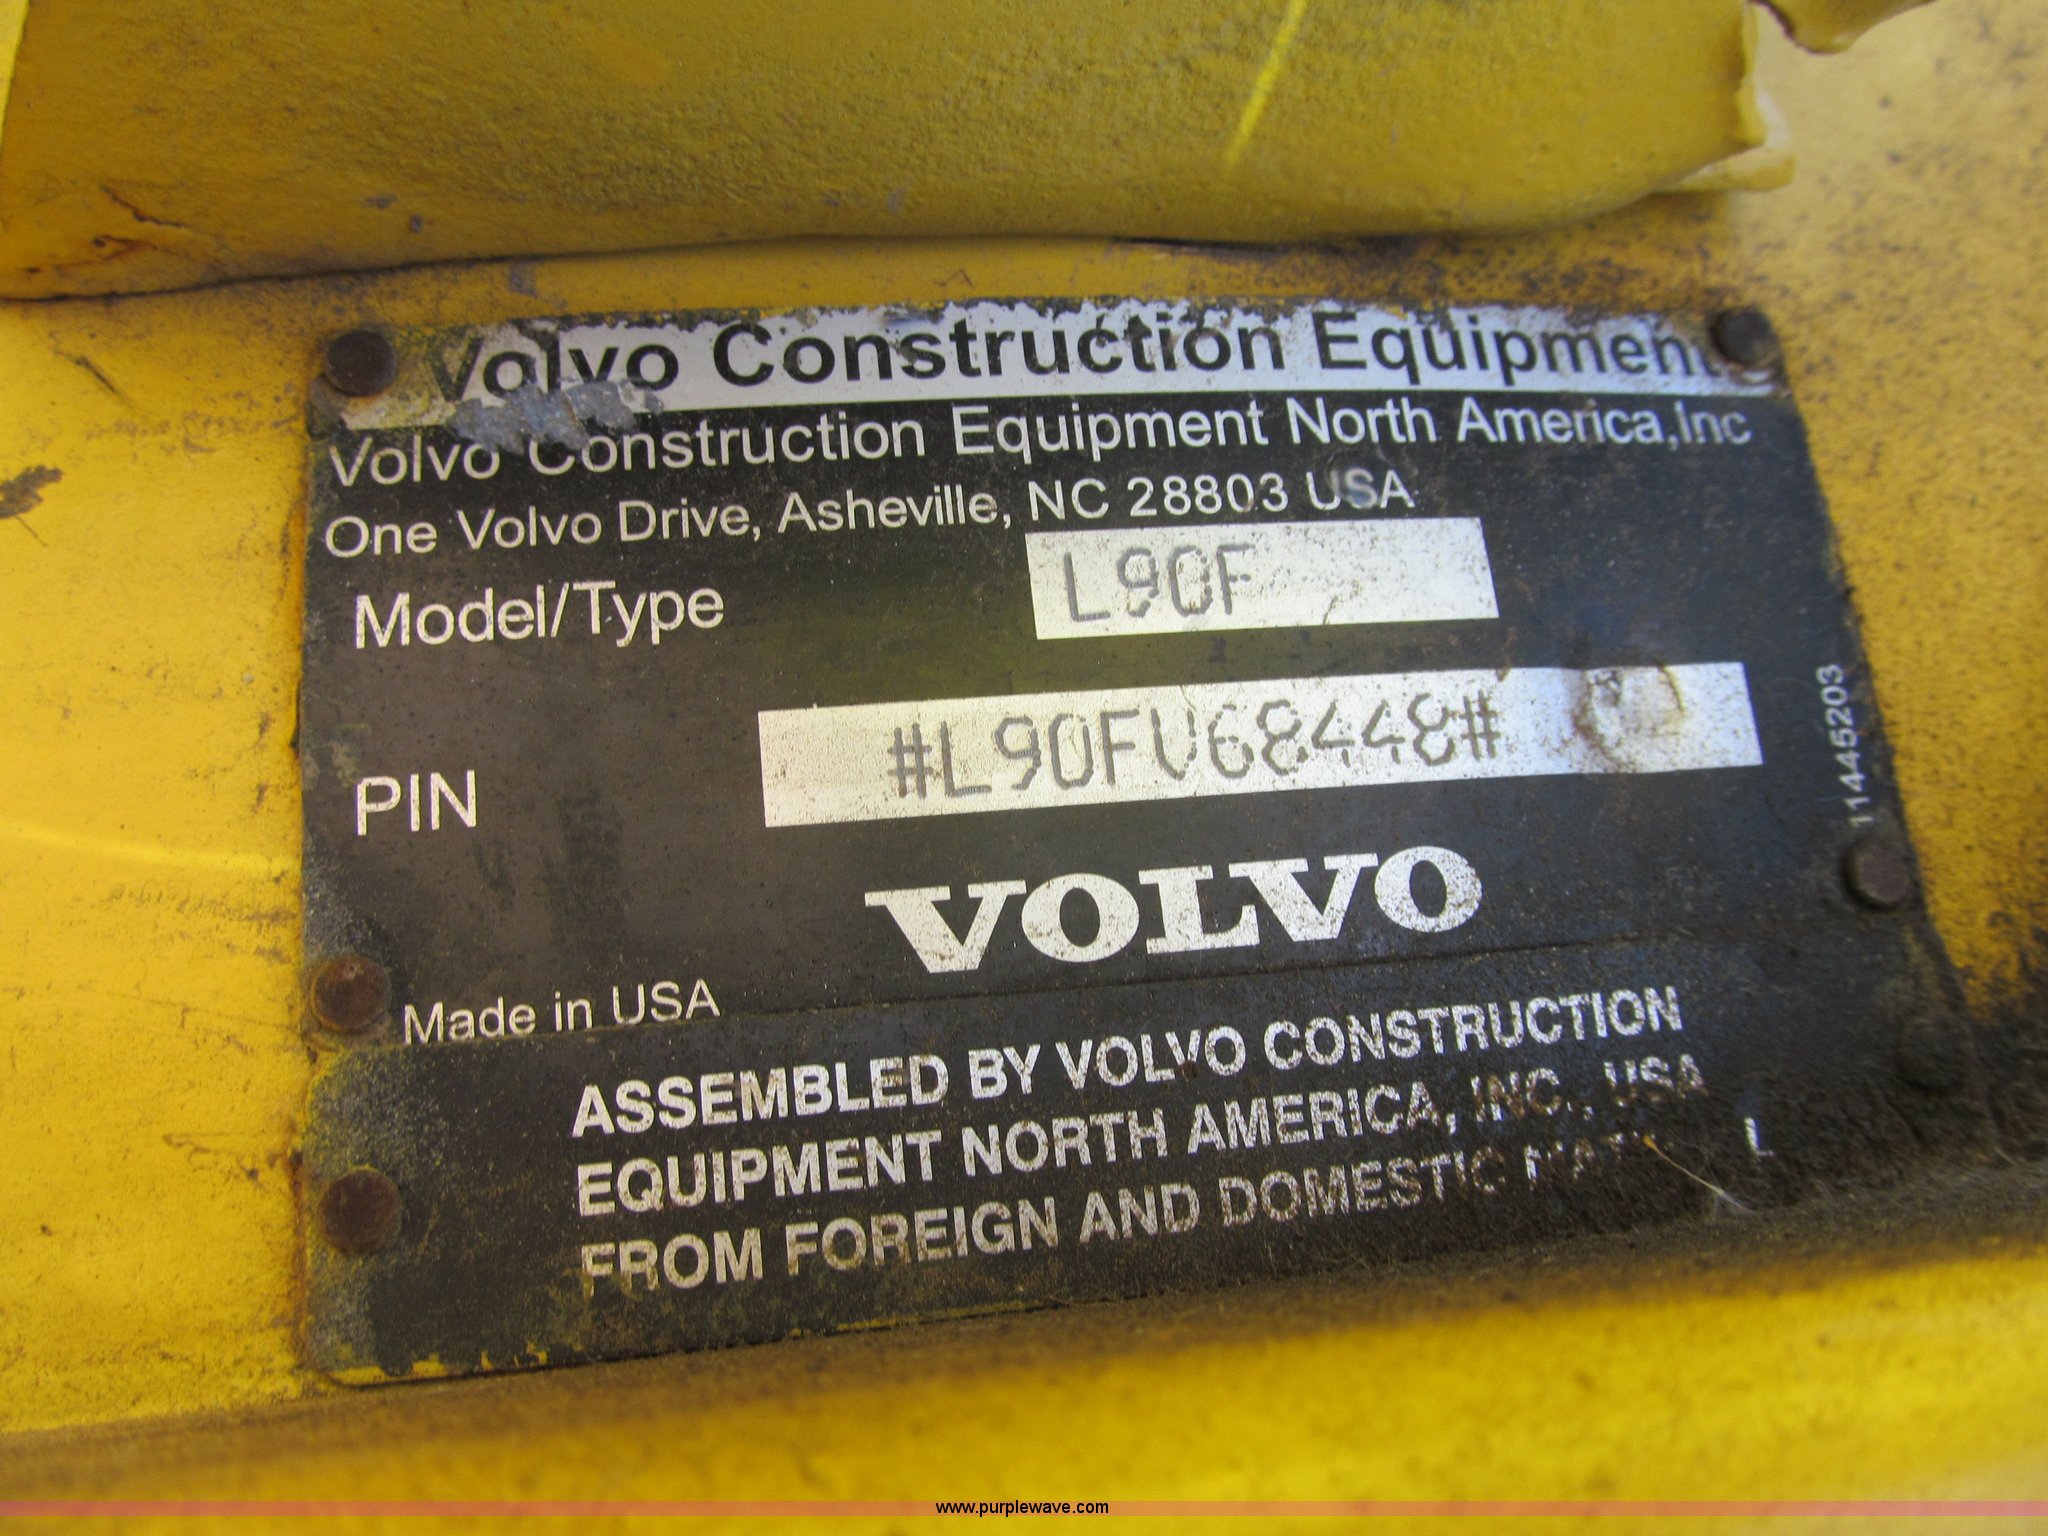 Volvo Construction Equipment
Volvo Construction Equipment North America,Inc
One Volvo Drive, Asheville, NC 28803 USA
Model/Type L90F
PIN #L90FV68448#
11445203
VOLVO
Made in USA
ASSEMBLED BY VOLVO CONSTRUCTION
EQUIPMENT NORTH AMERICA, INC., USA
FROM FOREIGN AND DOMESTIC
www.purplewave.com